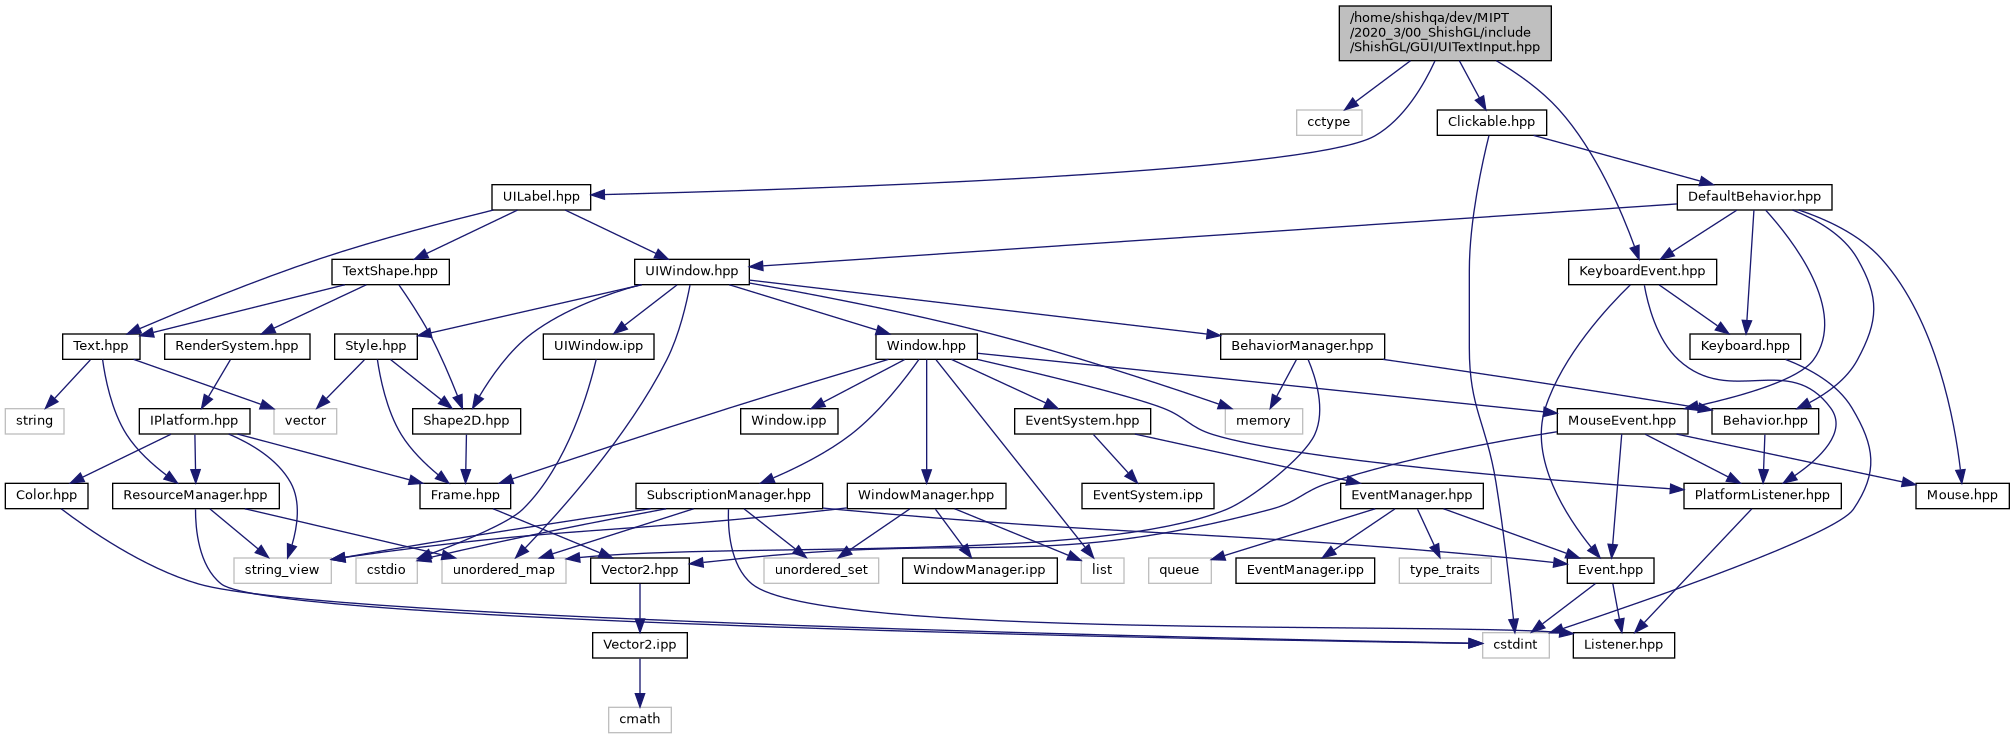 /home/shishqa/dev/MIPT
/2020_3/00_ShishGL/include
/ShishGL/GUI/UITextInput.hpp
cctype
Clickable.hpp
UILabel.hpp
DefaultBehavior.hpp
TextShape.hpp
UIWindow.hpp
KeyboardEvent.hpp
Text.hpp
RenderSystem.hpp
Style.hpp
UIWindow.ipp
Window.hpp
BehaviorManager.hpp
Keyboard.hpp
string
IPlatform.hpp
vector
Shape2D.hpp
Window.ipp
EventSystem.hpp
memory
MouseEvent.hpp
Behavior.hpp
Color.hpp
ResourceManager.hpp
Frame.hpp
SubscriptionManager.hpp
WindowManager.hpp
EventSystem.ipp
EventManager.hpp
PlatformListener.hpp
Mouse.hpp
string_view
cstdio
unordered_map
Vector2.hpp
unordered_set
WindowManager.ipp
list
queue
EventManager.ipp
type_traits
Event.hpp
Vector2.ipp
cstdint
Listener.hpp
cmath